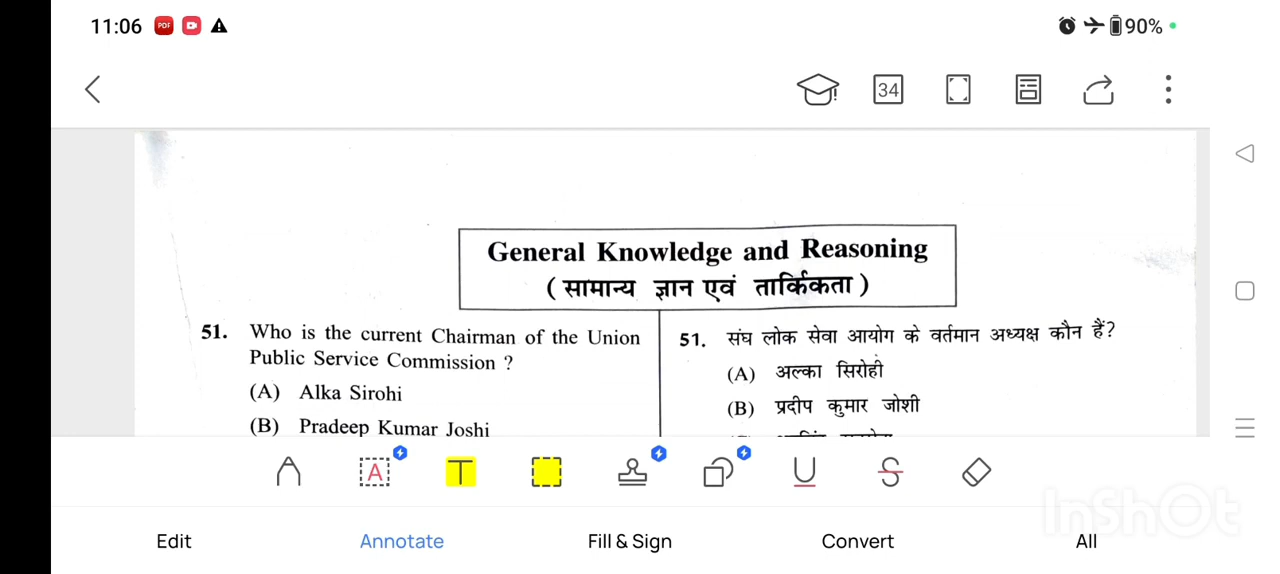 11:06 PDF 90%
34
General Knowledge and Reasoning
( सामान्य ज्ञान एवं तार्किकता )
51. Who is the current Chairman of the Union
Public Service Commission ?
(A) Alka Sirohi
(B) Pradeep Kumar Joshi
51. संघ लोक सेवा आयोग के वर्तमान अध्यक्ष कौन हैं?
(A) अल्का सिरोही
(B) प्रदीप कुमार जोशी
A T U S
InShOt
Edit Annotate Fill & Sign Convert All